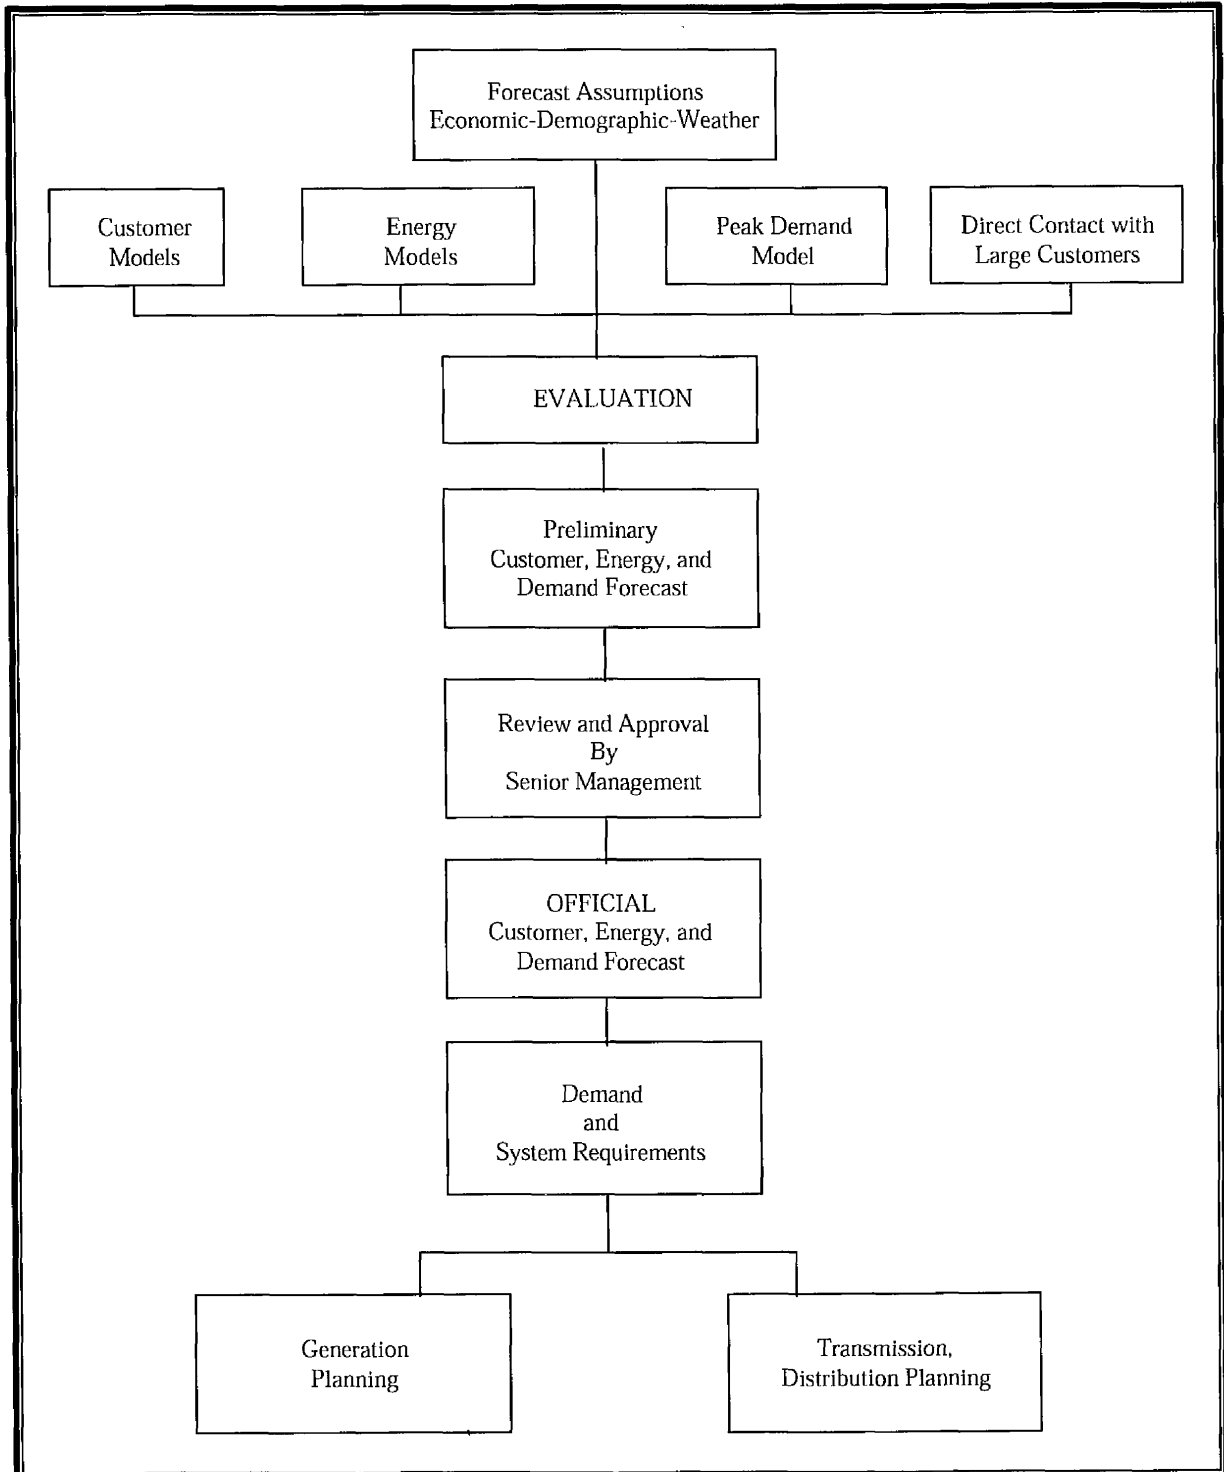 Forecast Assumptions
Economic-Demographic-Weather
Customer
Models
Energy
Models
Peak Demand
Model
Direct Contact with
Large Customers
EVALUATION
Preliminary
Customer, Energy, and
Demand Forecast
Review and Approval
By
Senior Management
OFFICIAL
Customer, Energy, and
Demand Forecast
Demand
and
System Requirements
Generation
Planning
Transmission,
Distribution Planning